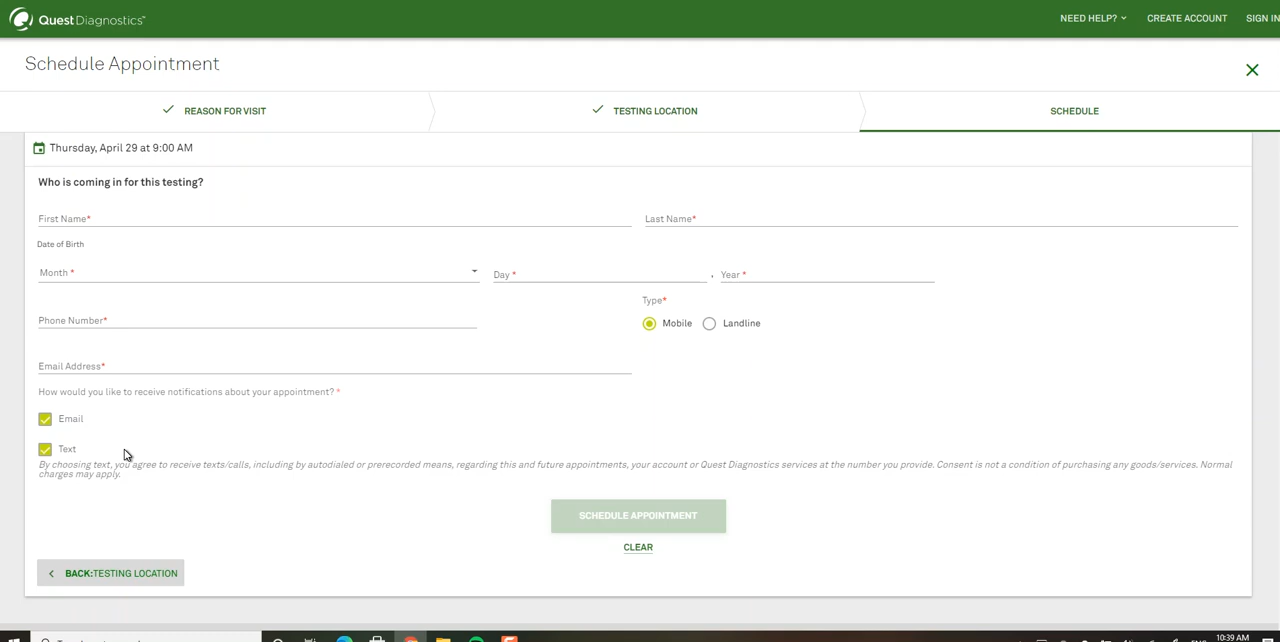 Quest Diagnostics™
NEED HELP?
CREATE ACCOUNT
SIGN IN
Schedule Appointment
REASON FOR VISIT
TESTING LOCATION
SCHEDULE
Thursday, April 29 at 9:00 AM
Who is coming in for this testing?
First Name*
Last Name*
Date of Birth
Month *
Day *
,
Year *
Phone Number*
Type*
Mobile
Landline
Email Address*
How would you like to receive notifications about your appointment? *
Email
Text
By choosing text, you agree to receive texts/calls, including by autodialed or prerecorded means, regarding this and future appointments, your account or Quest Diagnostics services at the number you provide. Consent is not a condition of purchasing any goods/services. Normal
charges may apply.
SCHEDULE APPOINTMENT
CLEAR
BACK:TESTING LOCATION
10:39 AM